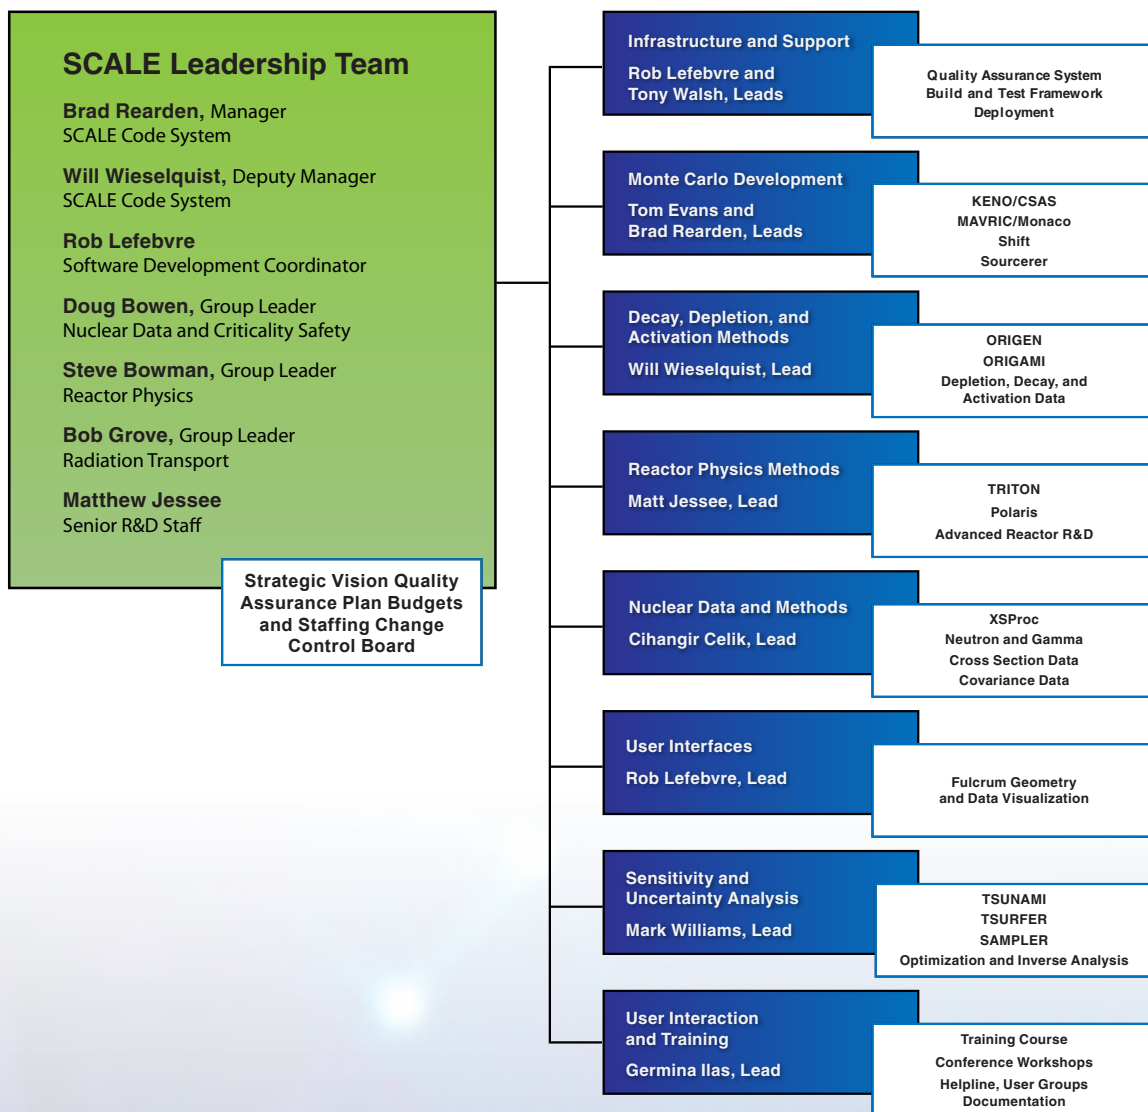 SCALE Leadership Team
Brad Rearden, Manager
SCALE Code System
Will Wieselquist, Deputy Manager
SCALE Code System
Rob Lefebvre
Software Development Coordinator
Doug Bowen, Group Leader
Nuclear Data and Criticality Safety
Steve Bowman, Group Leader
Reactor Physics
Bob Grove, Group Leader
Radiation Transport
Matthew Jessee
Senior R&D Staff
Strategic Vision Quality
Assurance Plan Budgets
and Staffing Change
Control Board
Infrastructure and Support
Rob Lefebvre and
Tony Walsh, Leads
Quality Assurance System
Build and Test Framework
Deployment
Monte Carlo Development
Tom Evans and
Brad Rearden, Leads
KENO/CSAS
MAVRIC/Monaco
Shift
Sourcerer
Decay, Depletion, and
Activation Methods
Will Wieselquist, Lead
ORIGEN
ORIGAMI
Depletion, Decay, and
Activation Data
Reactor Physics Methods
Matt Jessee, Lead
TRITON
Polaris
Advanced Reactor R&D
Nuclear Data and Methods
Cihangir Celik, Lead
XSProc
Neutron and Gamma
Cross Section Data
Covariance Data
User Interfaces
Rob Lefebvre, Lead
Fulcrum Geometry
and Data Visualization
Sensitivity and
Uncertainty Analysis
Mark Williams, Lead
TSUNAMI
TSURFER
SAMPLER
Optimization and Inverse Analysis
User Interaction
and Training
Germina Ilas, Lead
Training Course
Conference Workshops
Helpline, User Groups
Documentation